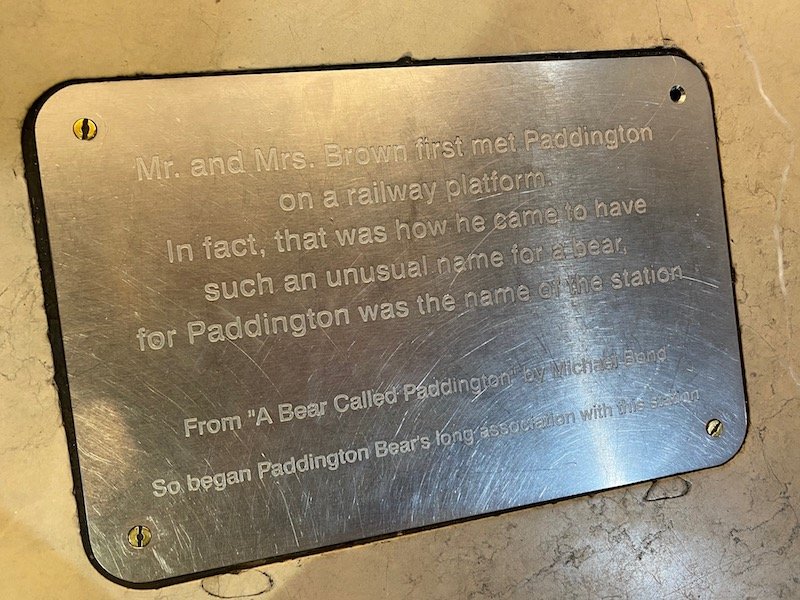 Mr. and Mrs. Brown first met Paddington
on a railway platform.
In fact, that was how he came to have
such an unusual name for a bear,
for Paddington was the name of the station
From "A Bear Called Paddington" by Michael Bond
So began Paddington Bear's long association with this station